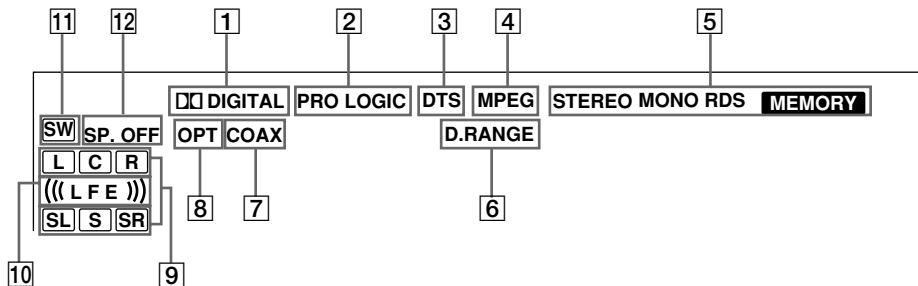 11 12 1 2 3 4 5
DIGITAL PRO LOGIC DTS MPEG STEREO MONO RDS MEMORY
SW SP. OFF OPT COAX D.RANGE
L C R
((( L F E )))
SL S SR
8 7 6
10 9